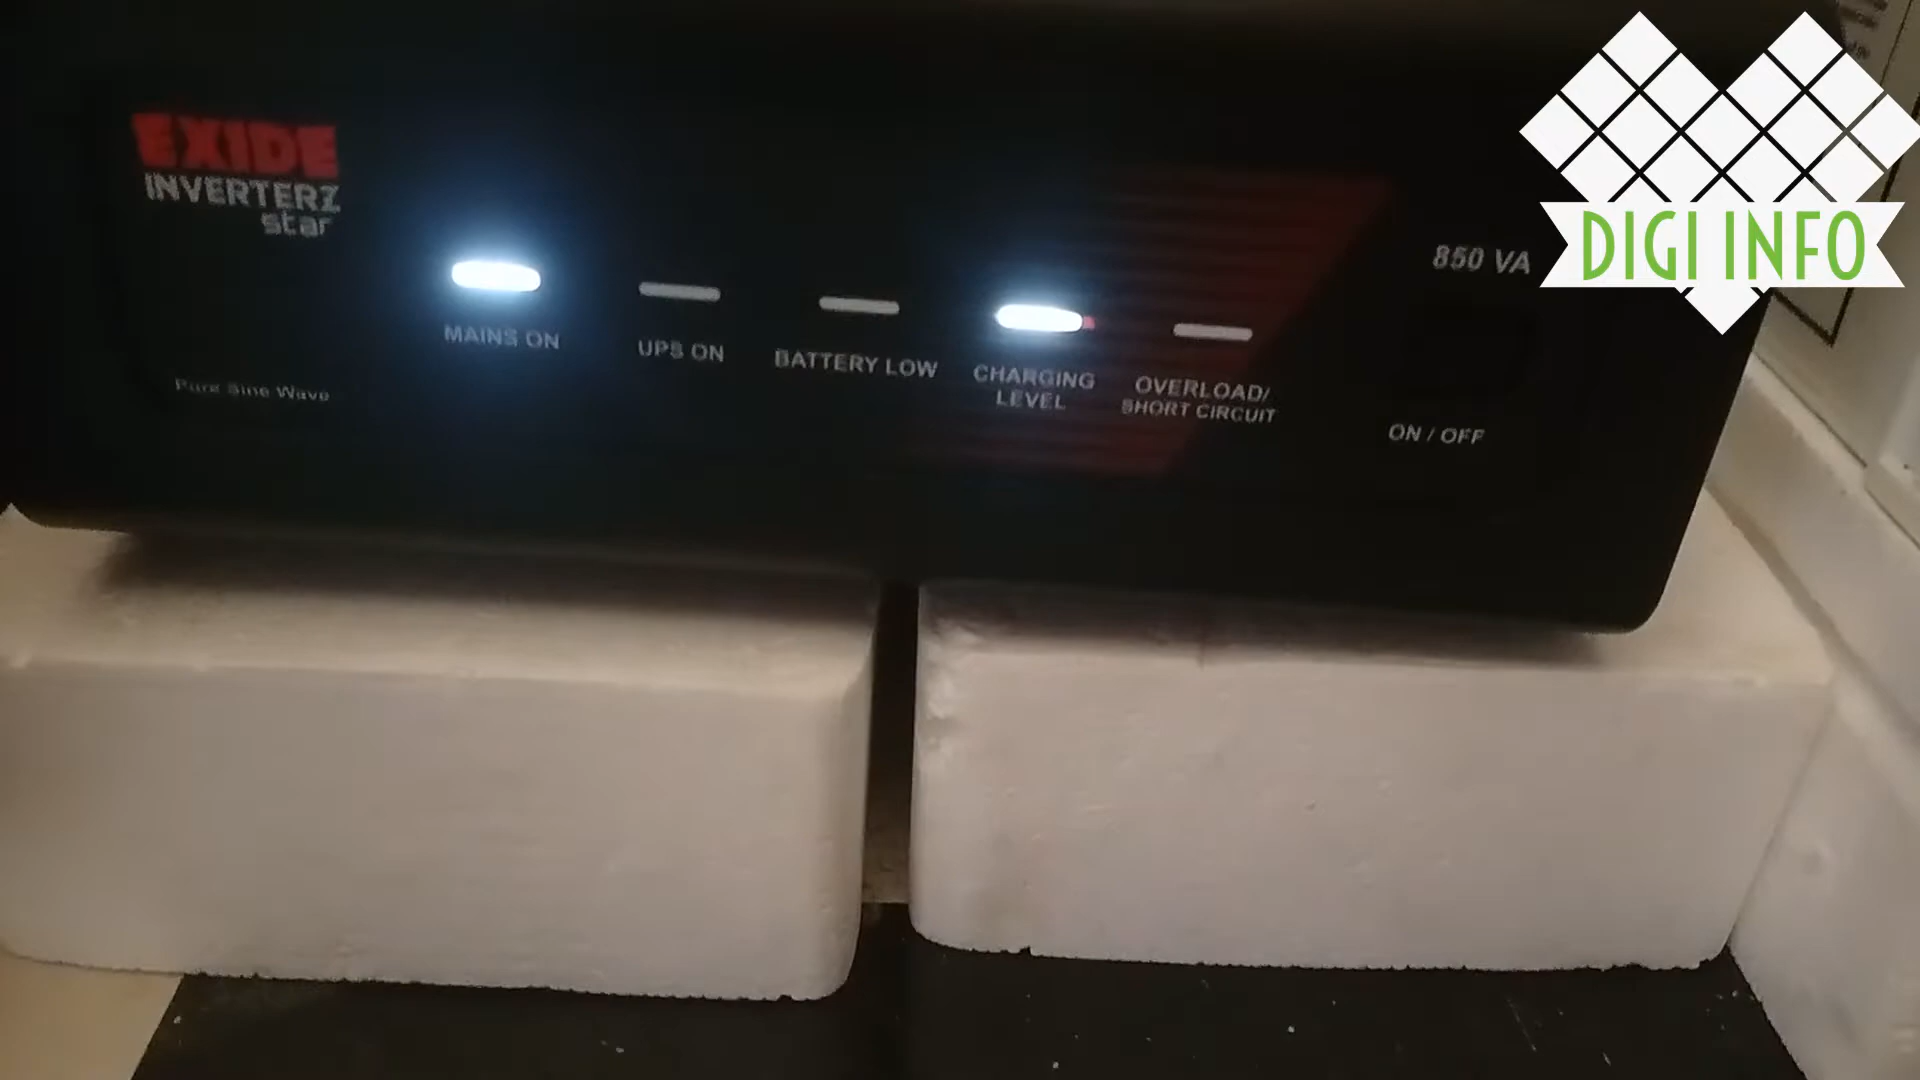 EXIDE
INVERTERZ
star
850 VA
DIGI INFO
MAINS ON
UPS ON
BATTERY LOW
CHARGING
LEVEL
OVERLOAD/
SHORT CIRCUIT
Pure Sine Wave
ON / OFF